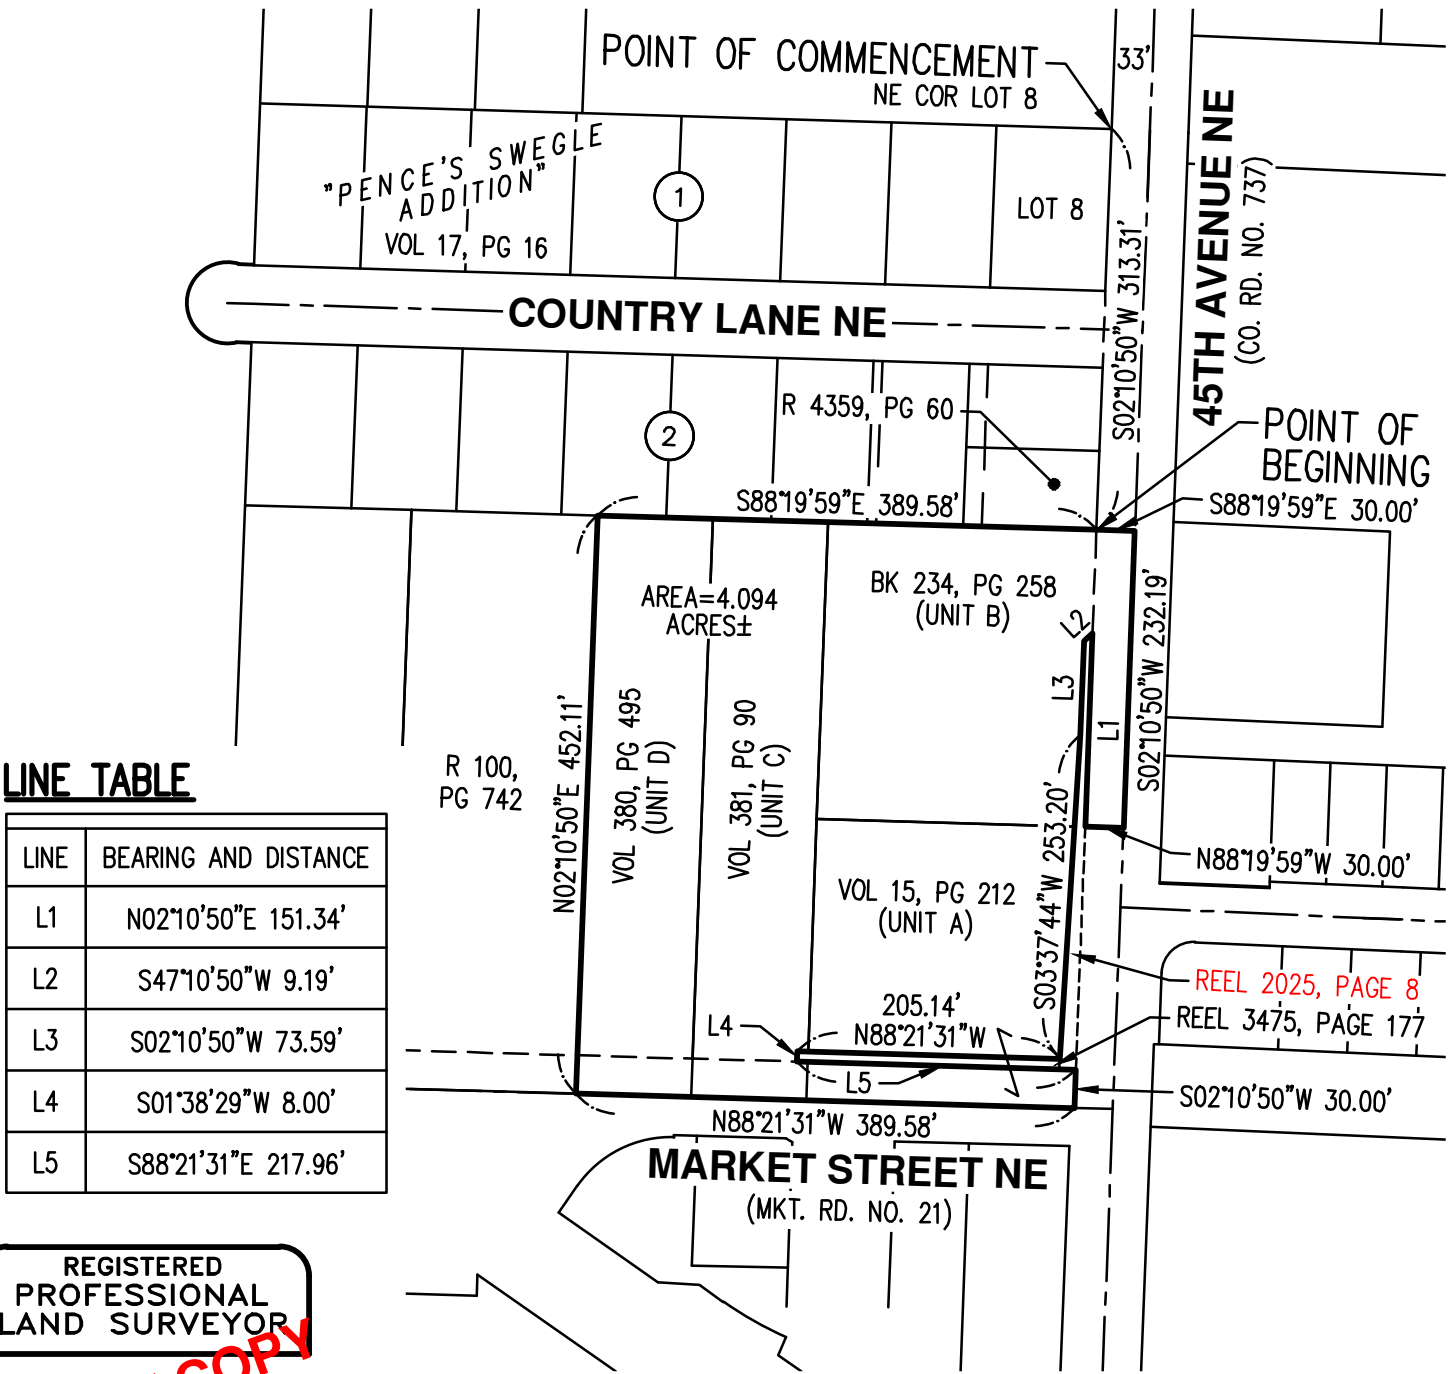 POINT OF COMMENCEMENT
NE COR LOT 8
33'
"PENCE'S SWEGLE
ADDITION"
VOL 17, PG 16
1
LOT 8
S02°10'50"W 313.31'
45TH AVENUE NE
(CO. RD. NO. 737)
COUNTRY LANE NE
R 4359, PG 60
2
POINT OF
BEGINNING
S88°19'59"E 389.58'
S88°19'59"E 30.00'
AREA=4.094
ACRES±
BK 234, PG 258
(UNIT B)
L2
L3
L1
S02°10'50"W 232.19'
N02°10'50"E 452.11'
VOL 380, PG 495
(UNIT D)
VOL 381, PG 90
(UNIT C)
R 100,
PG 742
S03°37'44"W 253.20'
N88°19'59"W 30.00'
VOL 15, PG 212
(UNIT A)
REEL 2025, PAGE 8
REEL 3475, PAGE 177
205.14'
N88°21'31"W
L4
L5
S02°10'50"W 30.00'
N88°21'31"W 389.58'
MARKET STREET NE
(MKT. RD. NO. 21)
LINE TABLE
LINE BEARING AND DISTANCE
L1 N02°10'50"E 151.34'
L2 S47°10'50"W 9.19'
L3 S02°10'50"W 73.59'
L4 S01°38'29"W 8.00'
L5 S88°21'31"E 217.96'
REGISTERED
PROFESSIONAL
LAND SURVEYOR
COPY